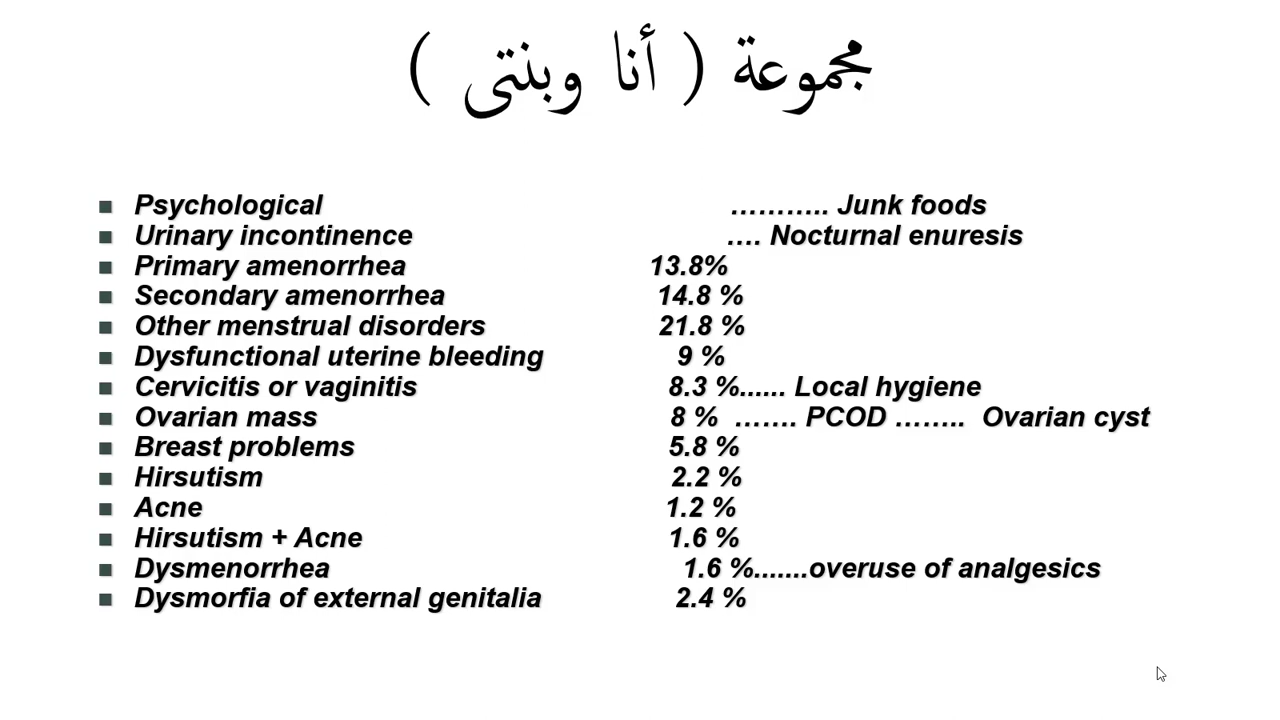 مجموعة ( أنا وبنتى )
▪ Psychological ……….. Junk foods
▪ Urinary incontinence …. Nocturnal enuresis
▪ Primary amenorrhea 13.8%
▪ Secondary amenorrhea 14.8 %
▪ Other menstrual disorders 21.8 %
▪ Dysfunctional uterine bleeding 9 %
▪ Cervicitis or vaginitis 8.3 %...... Local hygiene
▪ Ovarian mass 8 % ……. PCOD …….. Ovarian cyst
▪ Breast problems 5.8 %
▪ Hirsutism 2.2 %
▪ Acne 1.2 %
▪ Hirsutism + Acne 1.6 %
▪ Dysmenorrhea 1.6 %.......overuse of analgesics
▪ Dysmorfia of external genitalia 2.4 %